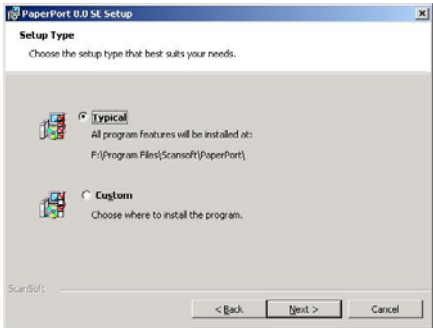 PaperPort 8.0 SE Setup
Setup Type
Choose the setup type that best suits your needs.
Typical
All program features will be installed at:
F:\Program Files\Scansoft\PaperPort\
Custom
Choose where to install the program.
ScanSoft
< Back Next > Cancel